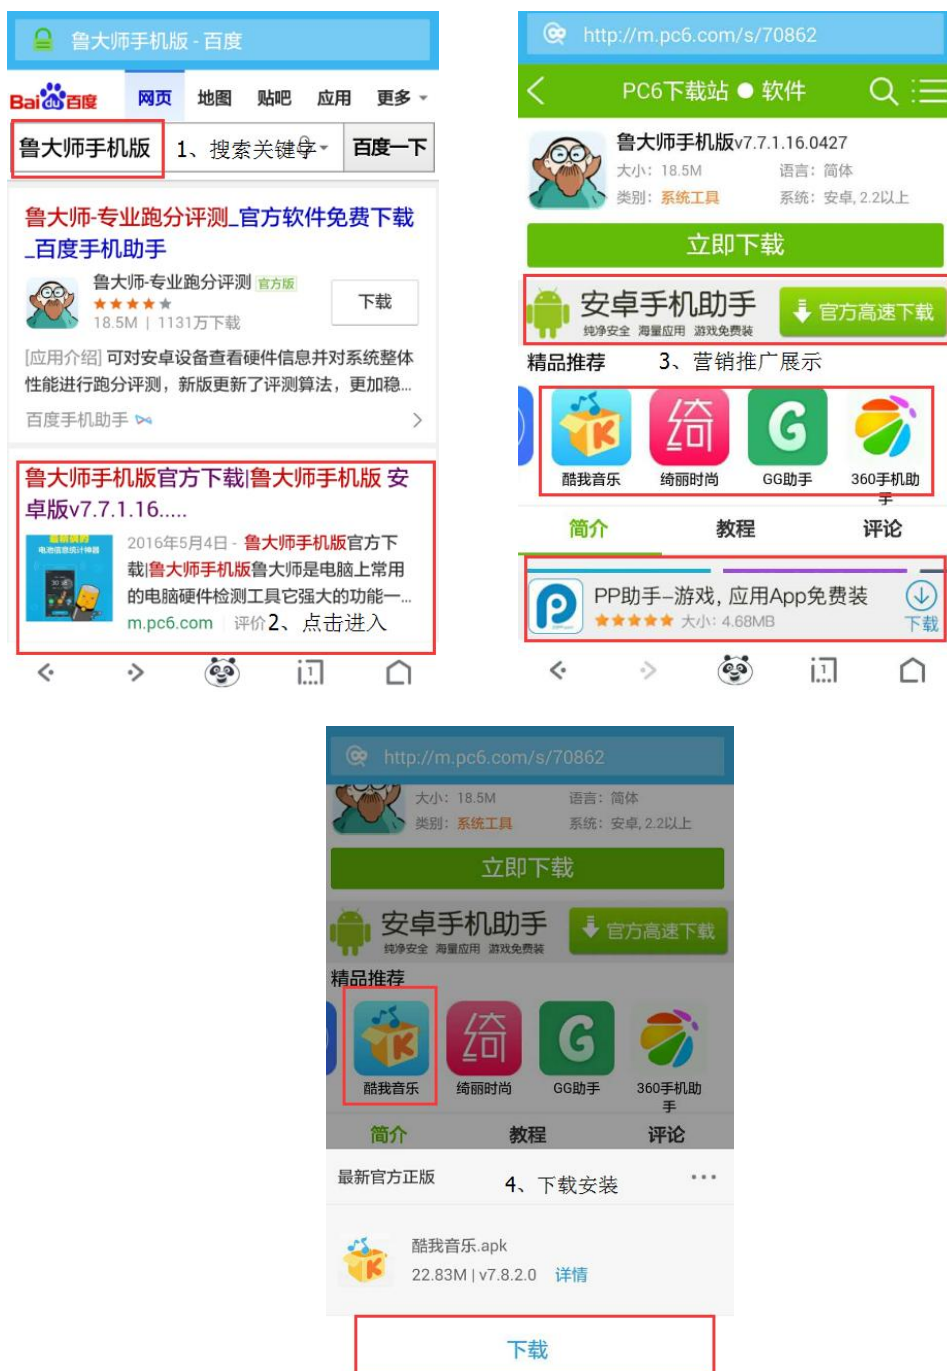 鲁大师手机版 - 百度
Bai du 百度 网页 地图 贴吧 应用 更多
鲁大师手机版 1、搜索关键字 百度一下
鲁大师-专业跑分评测_官方软件免费下载
_百度手机助手
鲁大师-专业跑分评测 官方版
18.5M | 1131万下载
下载
[应用介绍] 可对安卓设备查看硬件信息并对系统整体
性能进行跑分评测，新版更新了评测算法，更加稳...
百度手机助手
鲁大师手机版官方下载|鲁大师手机版 安
卓版v7.7.1.16.....
电池信息统计神器
2016年5月4日 - 鲁大师手机版官方下
载|鲁大师手机版鲁大师是电脑上常用
的电脑硬件检测工具它强大的功能一...
m.pc6.com 评价 2、点击进入
1
http://m.pc6.com/s/70862
PC6下载站 ● 软件
鲁大师手机版v7.7.1.16.0427
大小：18.5M 语言：简体
类别：系统工具 系统：安卓, 2.2以上
立即下载
安卓手机助手
纯净安全 海量应用 游戏免费装
官方高速下载
精品推荐 3、营销推广展示
K 绮 G
酷我音乐 绮丽时尚 GG助手 360手机助
手
简介 教程 评论
PP助手–游戏, 应用App免费装
大小：4.68MB
下载
1
http://m.pc6.com/s/70862
大小：18.5M 语言：简体
类别：系统工具 系统：安卓, 2.2以上
立即下载
安卓手机助手
纯净安全 海量应用 游戏免费装
官方高速下载
精品推荐
K 绮 G
酷我音乐 绮丽时尚 GG助手 360手机助
手
简介 教程 评论
最新官方正版 4、下载安装
K
酷我音乐.apk
22.83M | v7.8.2.0 详情
下载